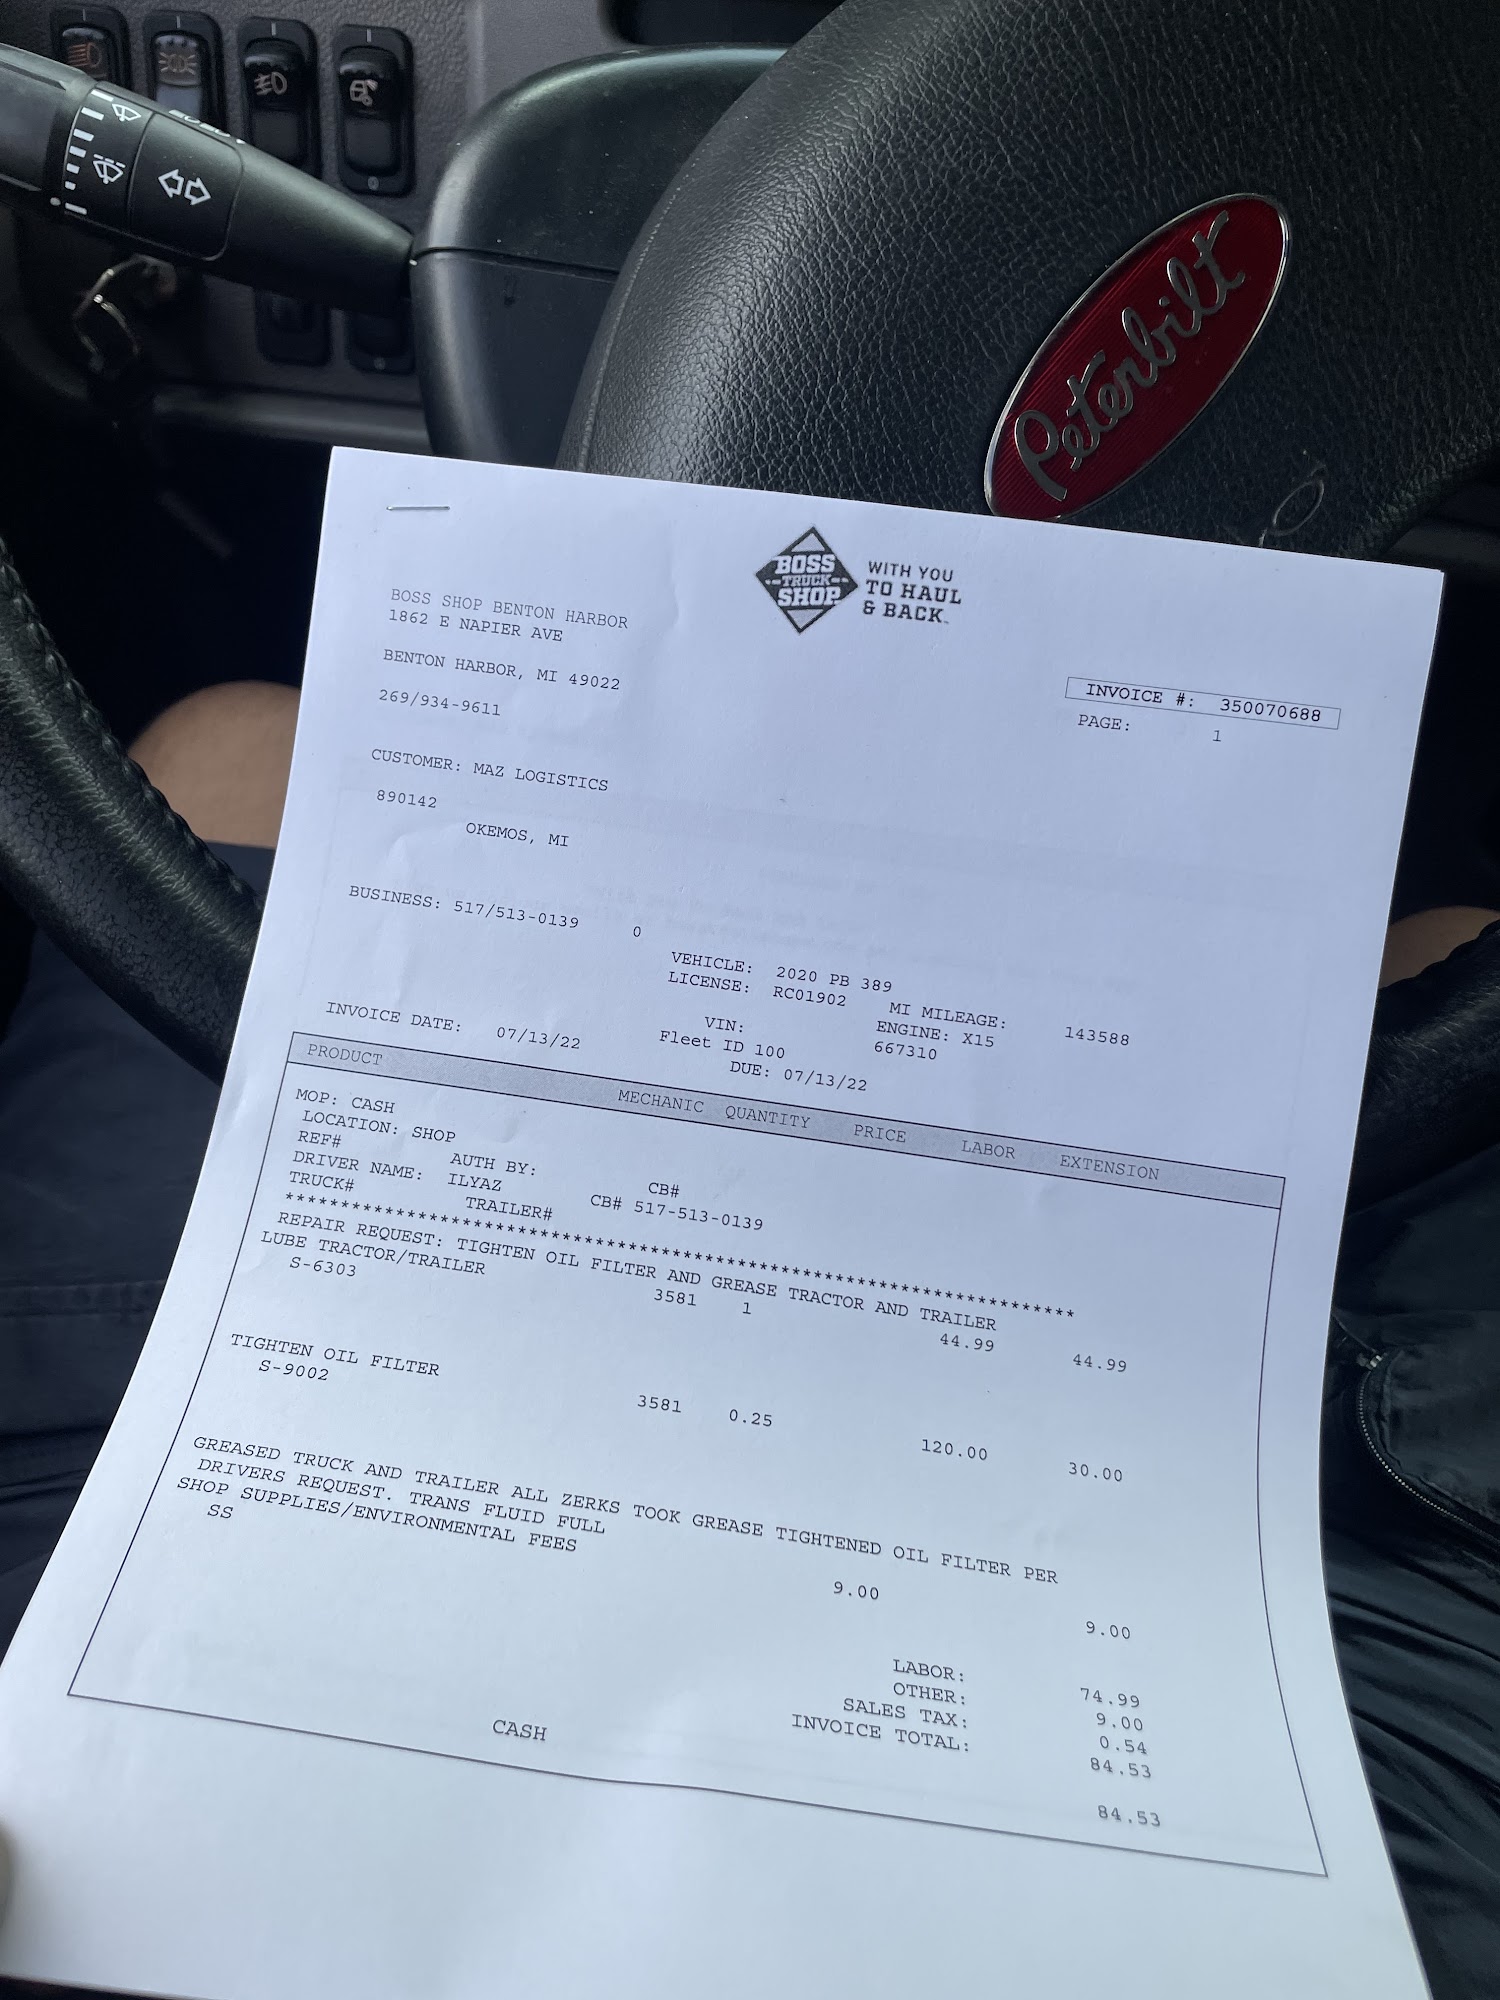 Peterbilt
BOSS
TRUCK
SHOP
WITH YOU
TO HAUL
& BACK
BOSS SHOP BENTON HARBOR
1862 E NAPIER AVE
BENTON HARBOR, MI 49022
269/934-9611
INVOICE #: 350070688
PAGE: 1
CUSTOMER: MAZ LOGISTICS
890142
OKEMOS, MI
BUSINESS: 517/513-0139 0
VEHICLE: 2020 PB 389
LICENSE: RC01902 MI MILEAGE: 143588
VIN: ENGINE: X15
Fleet ID 100 667310
INVOICE DATE: 07/13/22 DUE: 07/13/22
PRODUCT MECHANIC QUANTITY PRICE LABOR EXTENSION
MOP: CASH
LOCATION: SHOP
REF# AUTH BY: CB#
DRIVER NAME: ILYAZ CB# 517-513-0139
TRUCK# TRAILER#
REPAIR REQUEST: TIGHTEN OIL FILTER AND GREASE TRACTOR AND TRAILER
LUBE TRACTOR/TRAILER
S-6303 3581 1 44.99 44.99
TIGHTEN OIL FILTER
S-9002 3581 0.25 120.00 30.00
GREASED TRUCK AND TRAILER ALL ZERKS TOOK GREASE TIGHTENED OIL FILTER PER
DRIVERS REQUEST. TRANS FLUID FULL
SHOP SUPPLIES/ENVIRONMENTAL FEES
SS 9.00 9.00
LABOR: 74.99
OTHER: 9.00
SALES TAX: 0.54
INVOICE TOTAL: 84.53
CASH 84.53